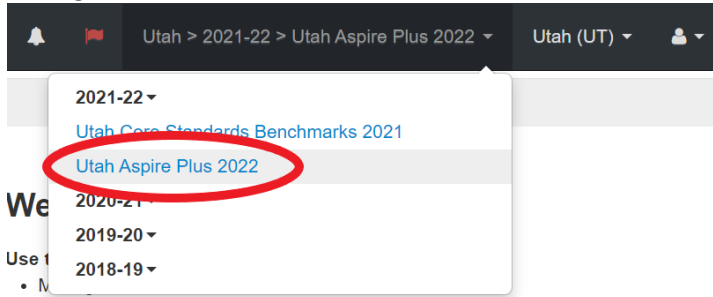 Utah > 2021-22 > Utah Aspire Plus 2022 Utah (UT)
2021-22
Utah Core Standards Benchmarks 2021
Utah Aspire Plus 2022
We
2020-21
2019-20
Use t
2018-19